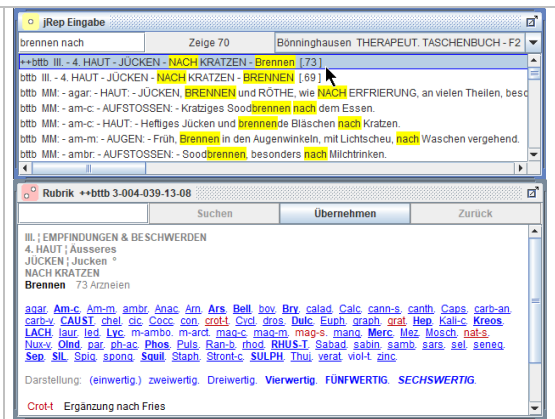 jRep Eingabe
brennen nach Zeige 70 Bönninghausen THERAPEUT. TASCHENBUCH - F2
++bttb III. - 4. HAUT - JÜCKEN - NACH KRATZEN - Brennen [.73 ]
bttb III. - 4. HAUT - JÜCKEN - NACH KRATZEN - BRENNEN [.69 ]
bttb MM: - agar: - HAUT: - JÜCKEN, BRENNEN und RÖTHE, wie NACH ERFRIERUNG, an vielen Theilen, besc
bttb MM: - am-c: - AUFSTOSSEN: - Kratziges Soodbrennen nach dem Essen.
bttb MM: - am-c: - HAUT: - Heftiges Jücken und brennende Bläschen nach Kratzen.
bttb MM: - am-m: - AUGEN: - Früh, Brennen in den Augenwinkeln, mit Lichtscheu, nach Waschen vergehend.
bttb MM: - ambr: - AUFSTOSSEN: - Soodbrennen, besonders nach Milchtrinken.
Rubrik ++bttb 3-004-039-13-08
Suchen Übernehmen Zurück
III. ¦ EMPFINDUNGEN & BESCHWERDEN
4. HAUT ¦ Äusseres
JÜCKEN ¦ Jucken °
NACH KRATZEN
Brennen 73 Arzneien
agar. Am-c. Am-m. ambr. Anac. Arn. Ars. Bell. bov. Bry. calad. Calc. cann-s. canth. Caps. carb-an.
carb-v. CAUST. chel. cic. Cocc. con. crot-t. Cycl. dros. Dulc. Euph. graph. grat. Hep. Kali-c. Kreos.
LACH. laur. led. Lyc. m-ambo. m-arct. mag-c. mag-m. mag-s. mang. Merc. Mez. Mosch. nat-s.
Nux-v. Olnd. par. ph-ac. Phos. Puls. Ran-b. rhod. RHUS-T. Sabad. sabin. samb. sars. sel. seneg.
Sep. SIL. Spig. spong. Squil. Staph. Stront-c. SULPH. Thuj. verat. viol-t. zinc.
Darstellung: (einwertig.) zweiwertig. Dreiwertig. Vierwertig. FÜNFWERTIG. SECHSWERTIG.
Crot-t Ergänzung nach Fries